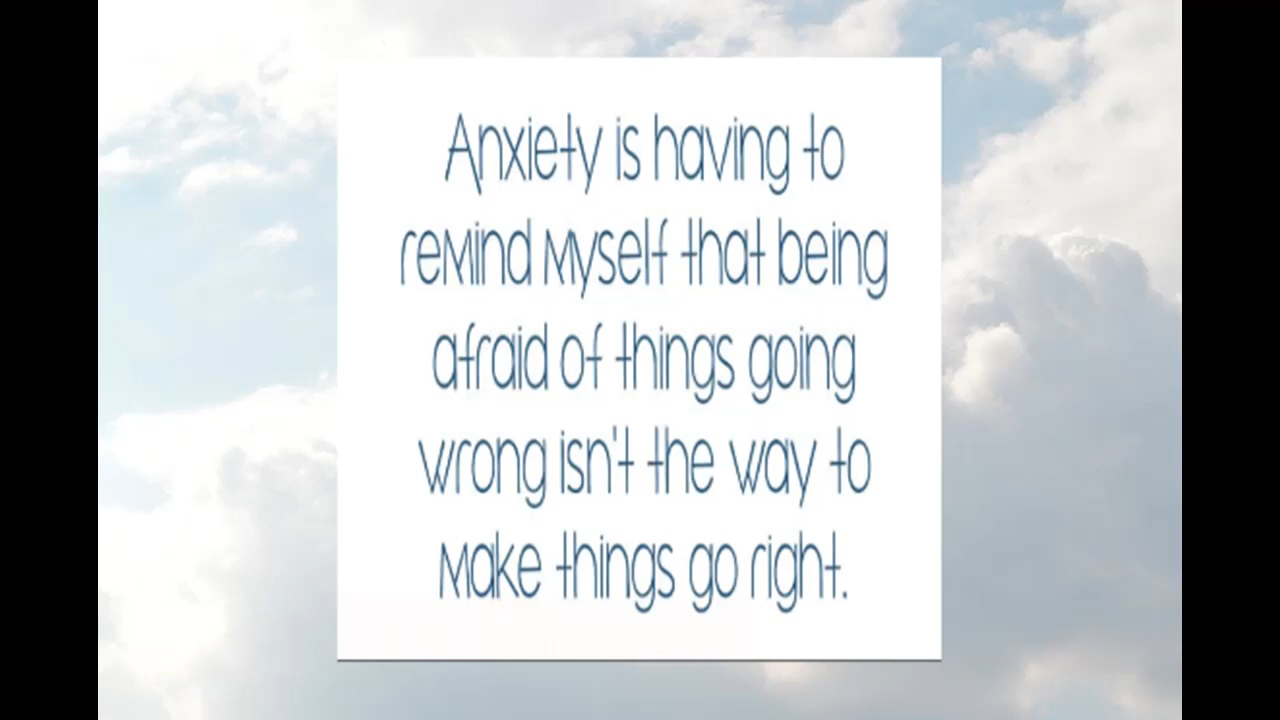 Anxiety is having to
remind myself that being
afraid of things going
wrong isn't the way to
make things go right.